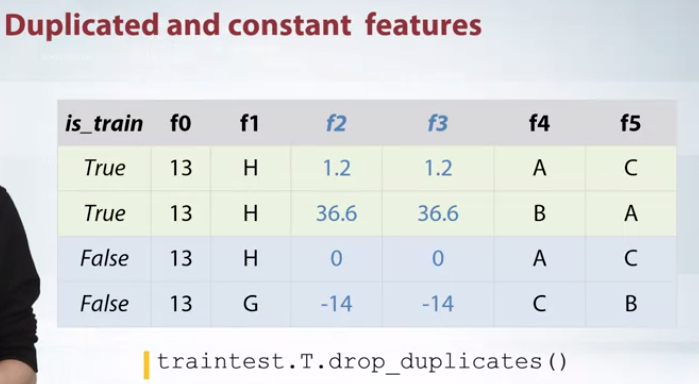 Duplicated and constant features
is_train f0 f1 f2 f3 f4 f5
True 13 H 1.2 1.2 A C
True 13 H 36.6 36.6 B A
False 13 H 0 0 A C
False 13 G -14 -14 C B
traintest.T.drop_duplicates()